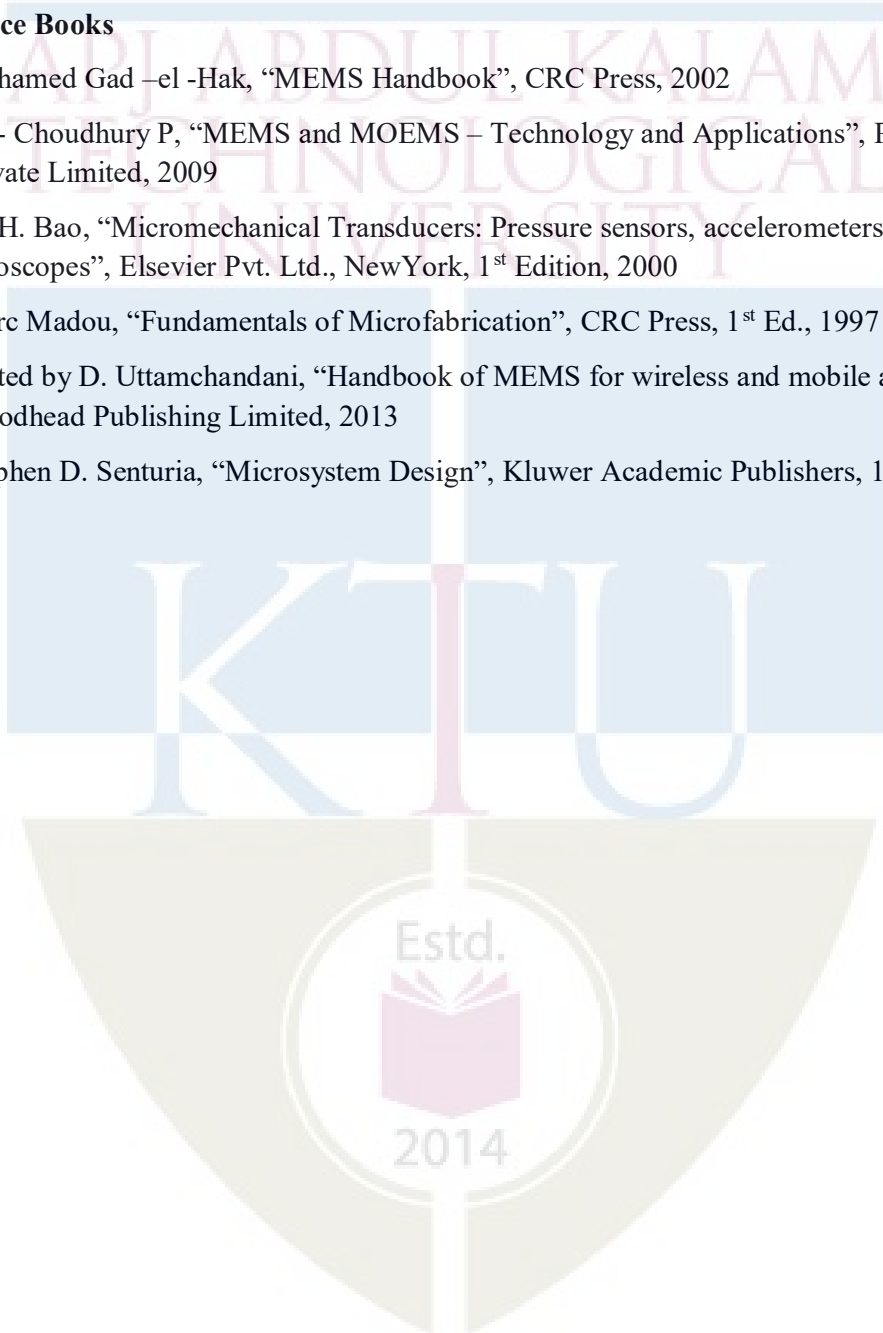 ce Books
hamed Gad –el -Hak, “MEMS Handbook”, CRC Press, 2002
- Choudhury P, “MEMS and MOEMS – Technology and Applications”, P
vate Limited, 2009
H. Bao, “Micromechanical Transducers: Pressure sensors, accelerometers
oscopes”, Elsevier Pvt. Ltd., NewYork, 1st Edition, 2000
rc Madou, “Fundamentals of Microfabrication”, CRC Press, 1st Ed., 1997
ted by D. Uttamchandani, “Handbook of MEMS for wireless and mobile a
odhead Publishing Limited, 2013
phen D. Senturia, “Microsystem Design”, Kluwer Academic Publishers, 1
APJ ABDUL KALAM
TECHNOLOGICAL
UNIVERSITY
KTU
Estd.
2014